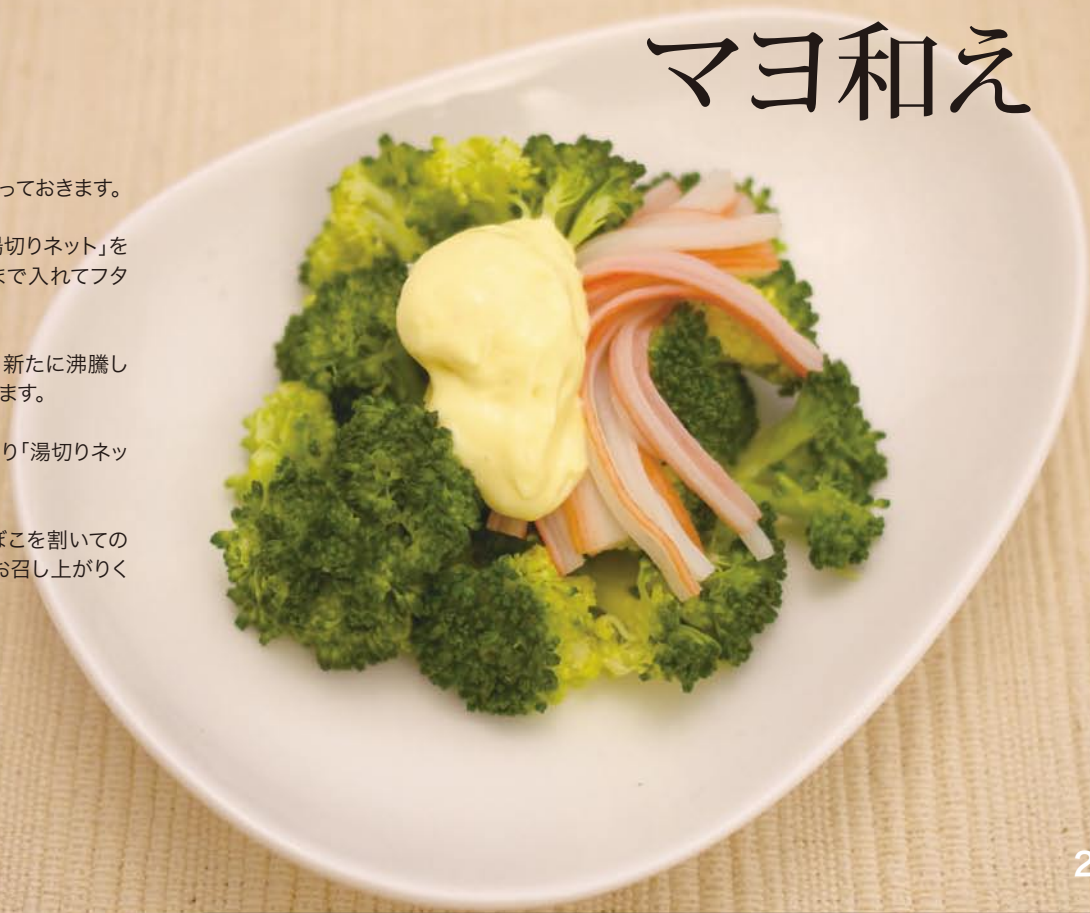 マヨ和え
っておきます。
湯切りネット」を
まで入れてフタ
新たに沸騰し
ます。
り「湯切りネッ
ぼこを割いての
お召し上がりく
2